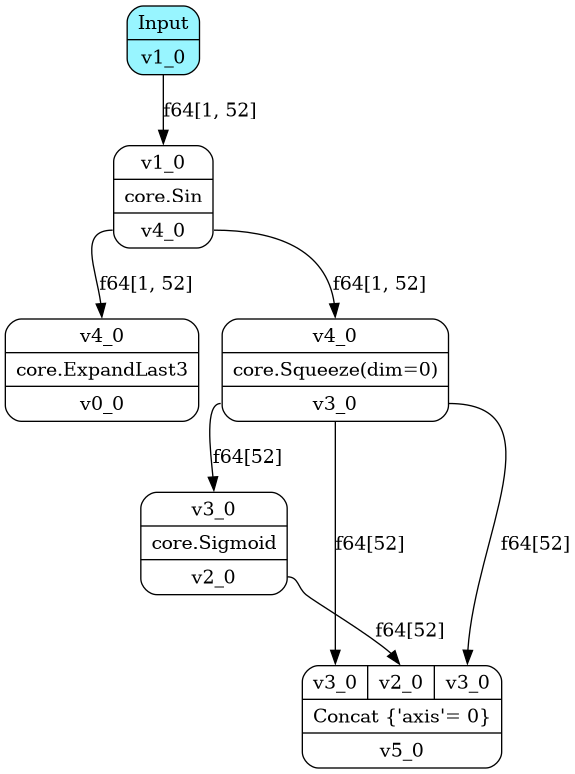 Input
v1_0
f64[1, 52]
v1_0
core.Sin
v4_0
f64[1, 52]
f64[1, 52]
v4_0
core.ExpandLast3
v0_0
v4_0
core.Squeeze(dim=0)
v3_0
f64[52]
f64[52]
f64[52]
v3_0
core.Sigmoid
v2_0
f64[52]
v3_0 v2_0 v3_0
Concat {'axis'= 0}
v5_0